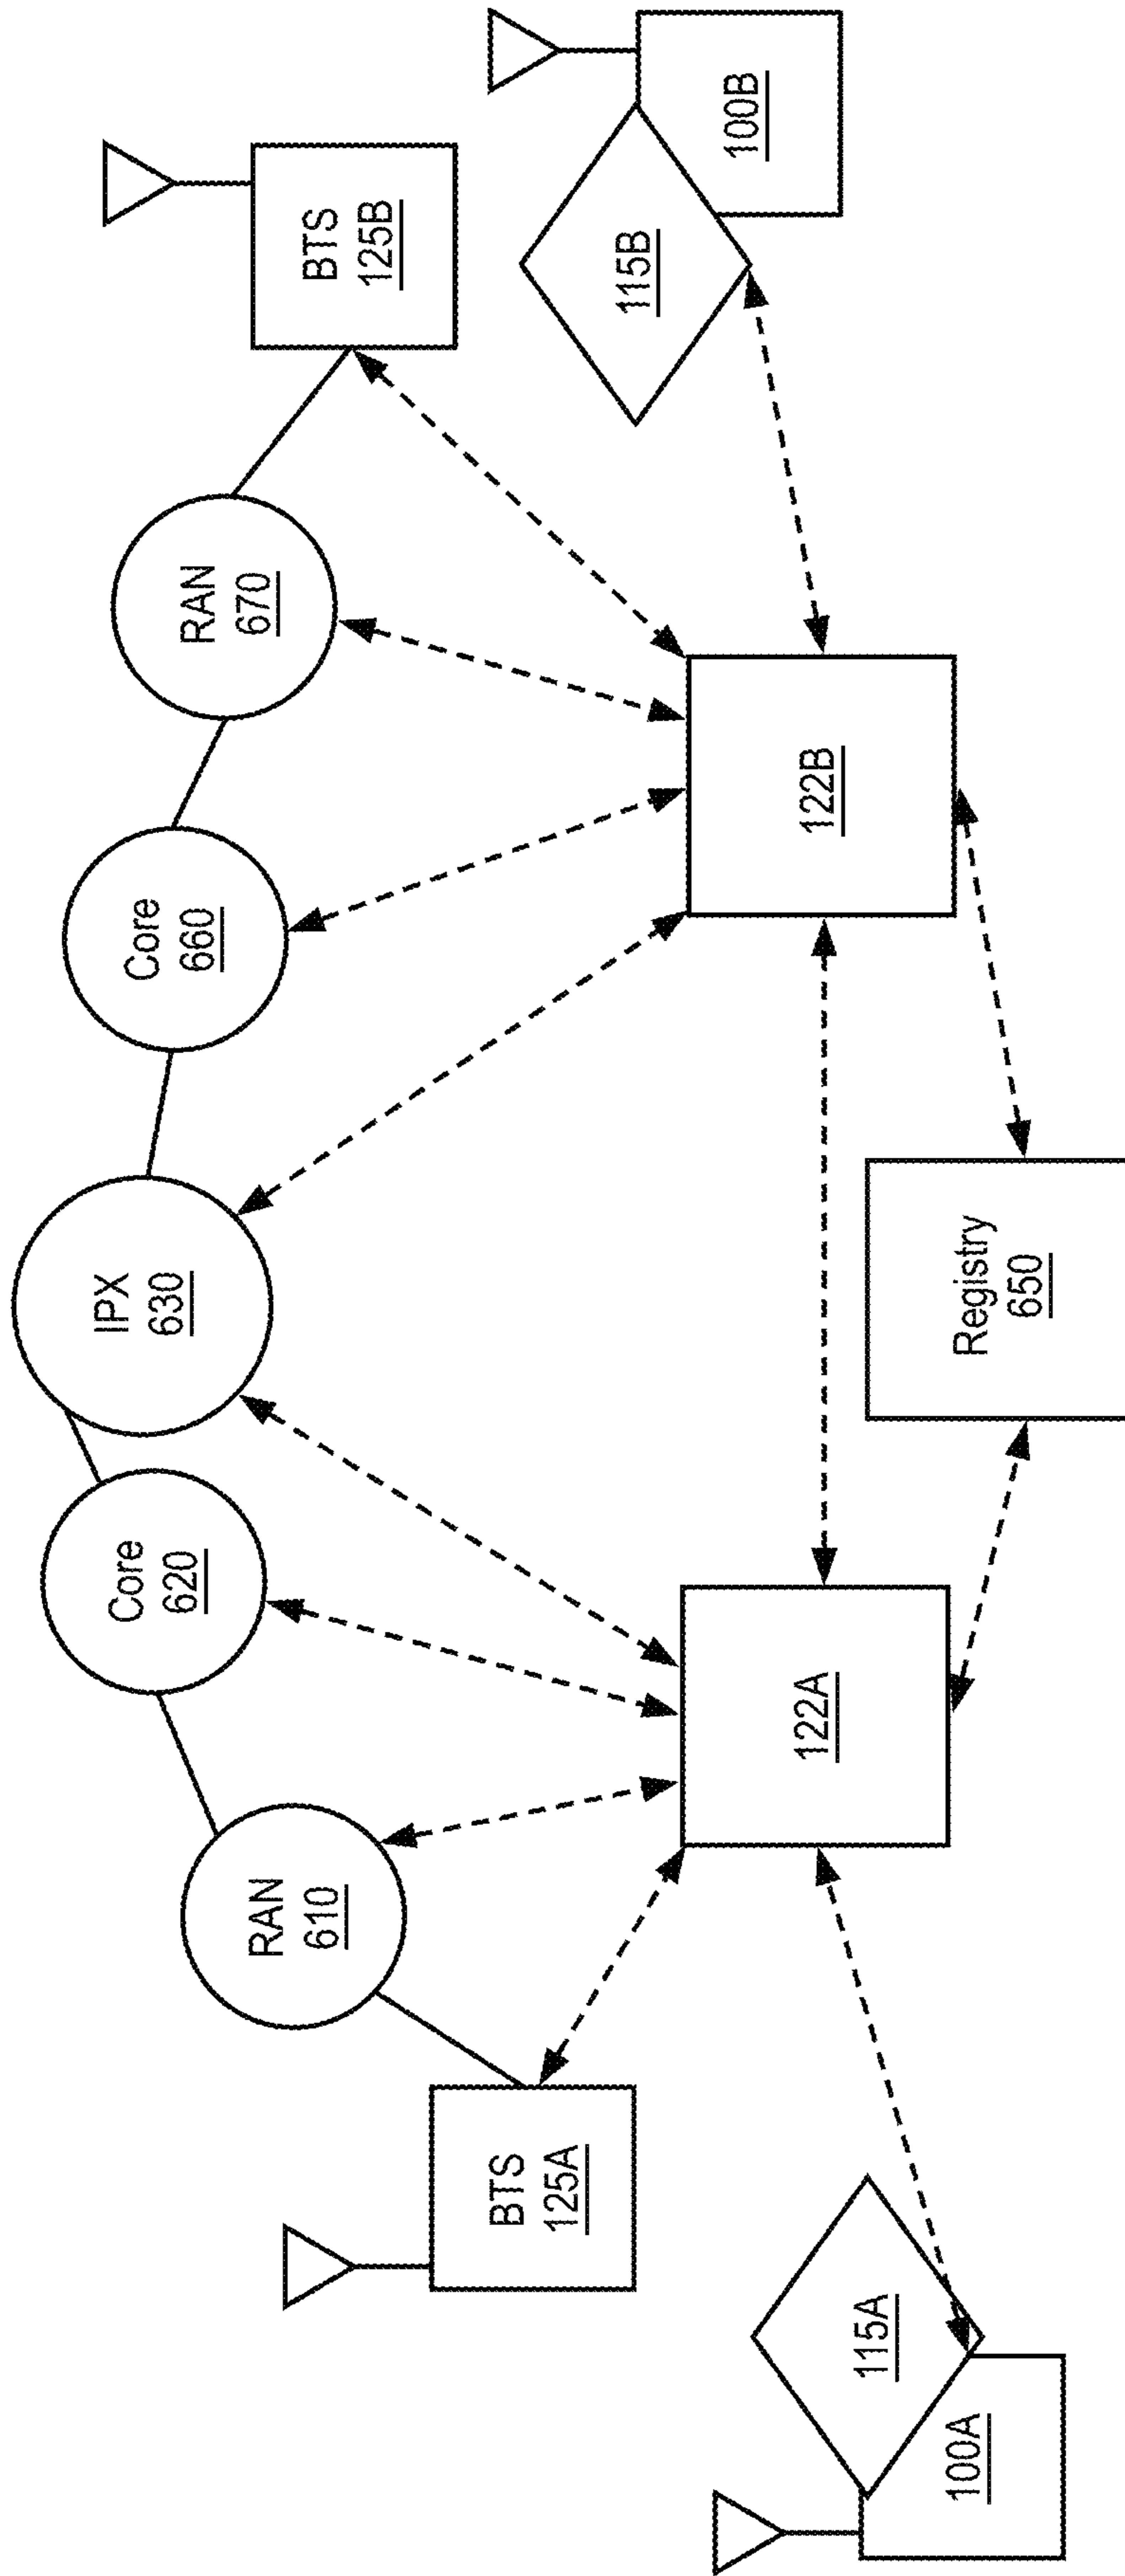 IPX
630
Core
620
Core
660
RAN
610
RAN
670
BTS
125A
BTS
125B
115A
100A
115B
100B
122A
122B
Registry
650